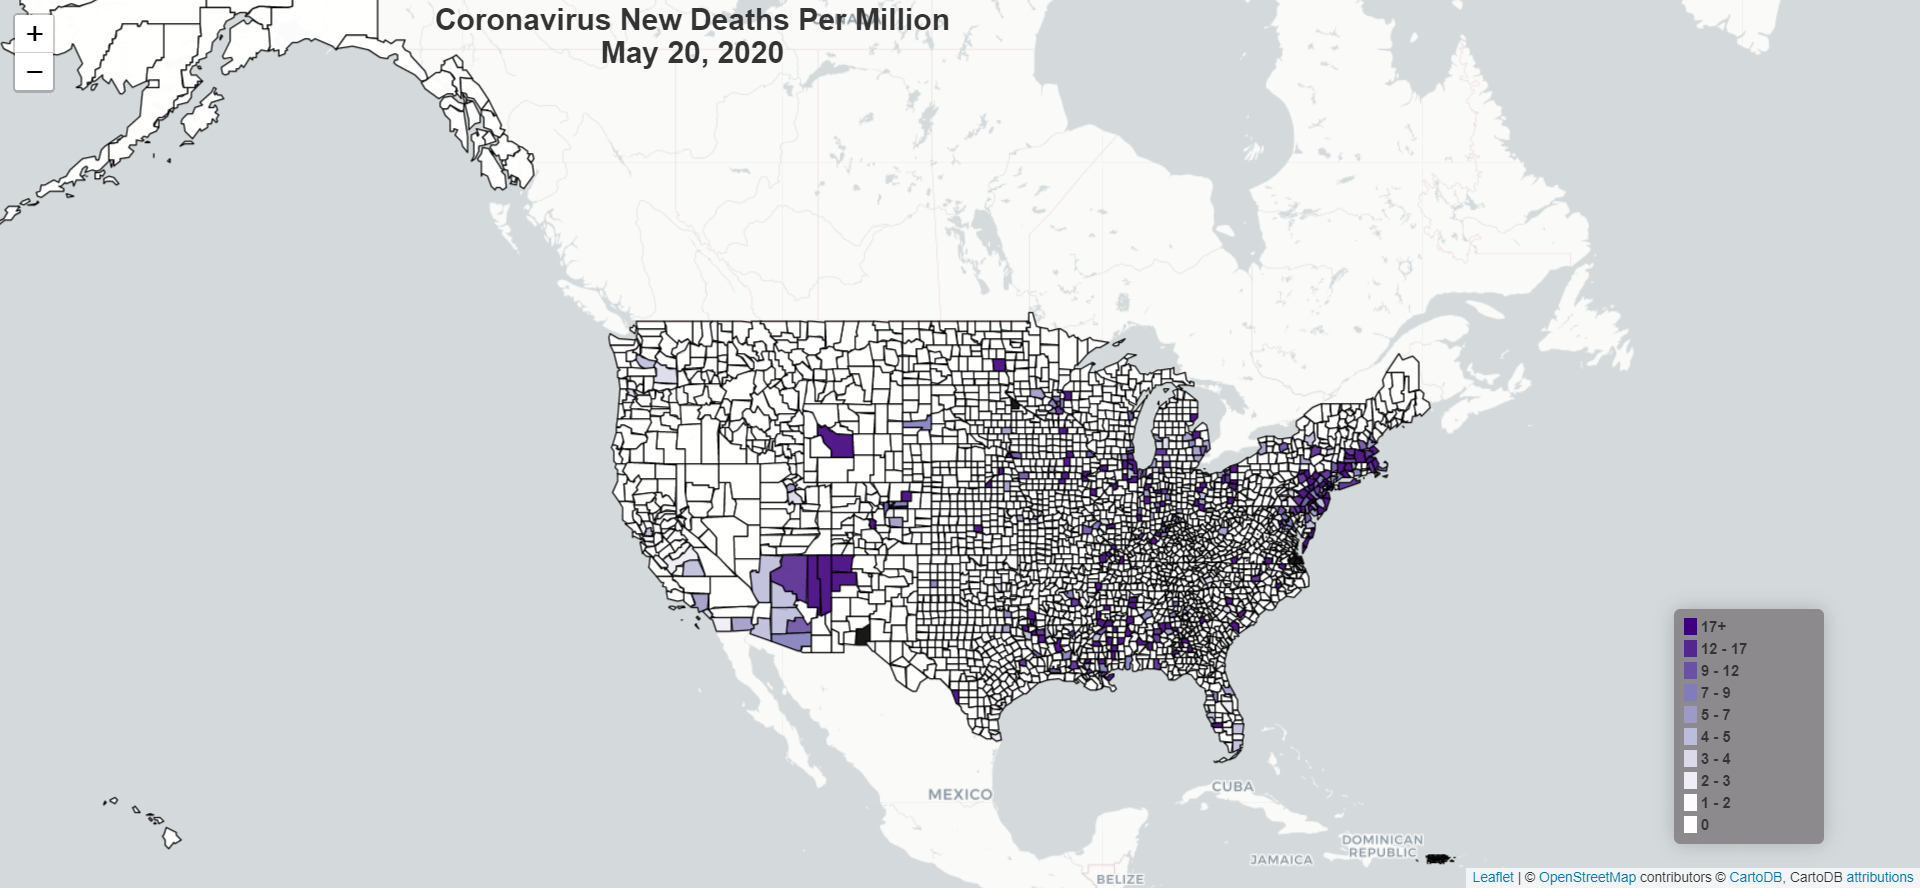 +
−
Coronavirus New Deaths Per Million
May 20, 2020
CANADA
MEXICO
CUBA
DOMINICAN
REPUBLIC
JAMAICA
BELIZE
17+
12 - 17
9 - 12
7 - 9
5 - 7
4 - 5
3 - 4
2 - 3
1 - 2
0
Leaflet | © OpenStreetMap contributors © CartoDB, CartoDB attributions